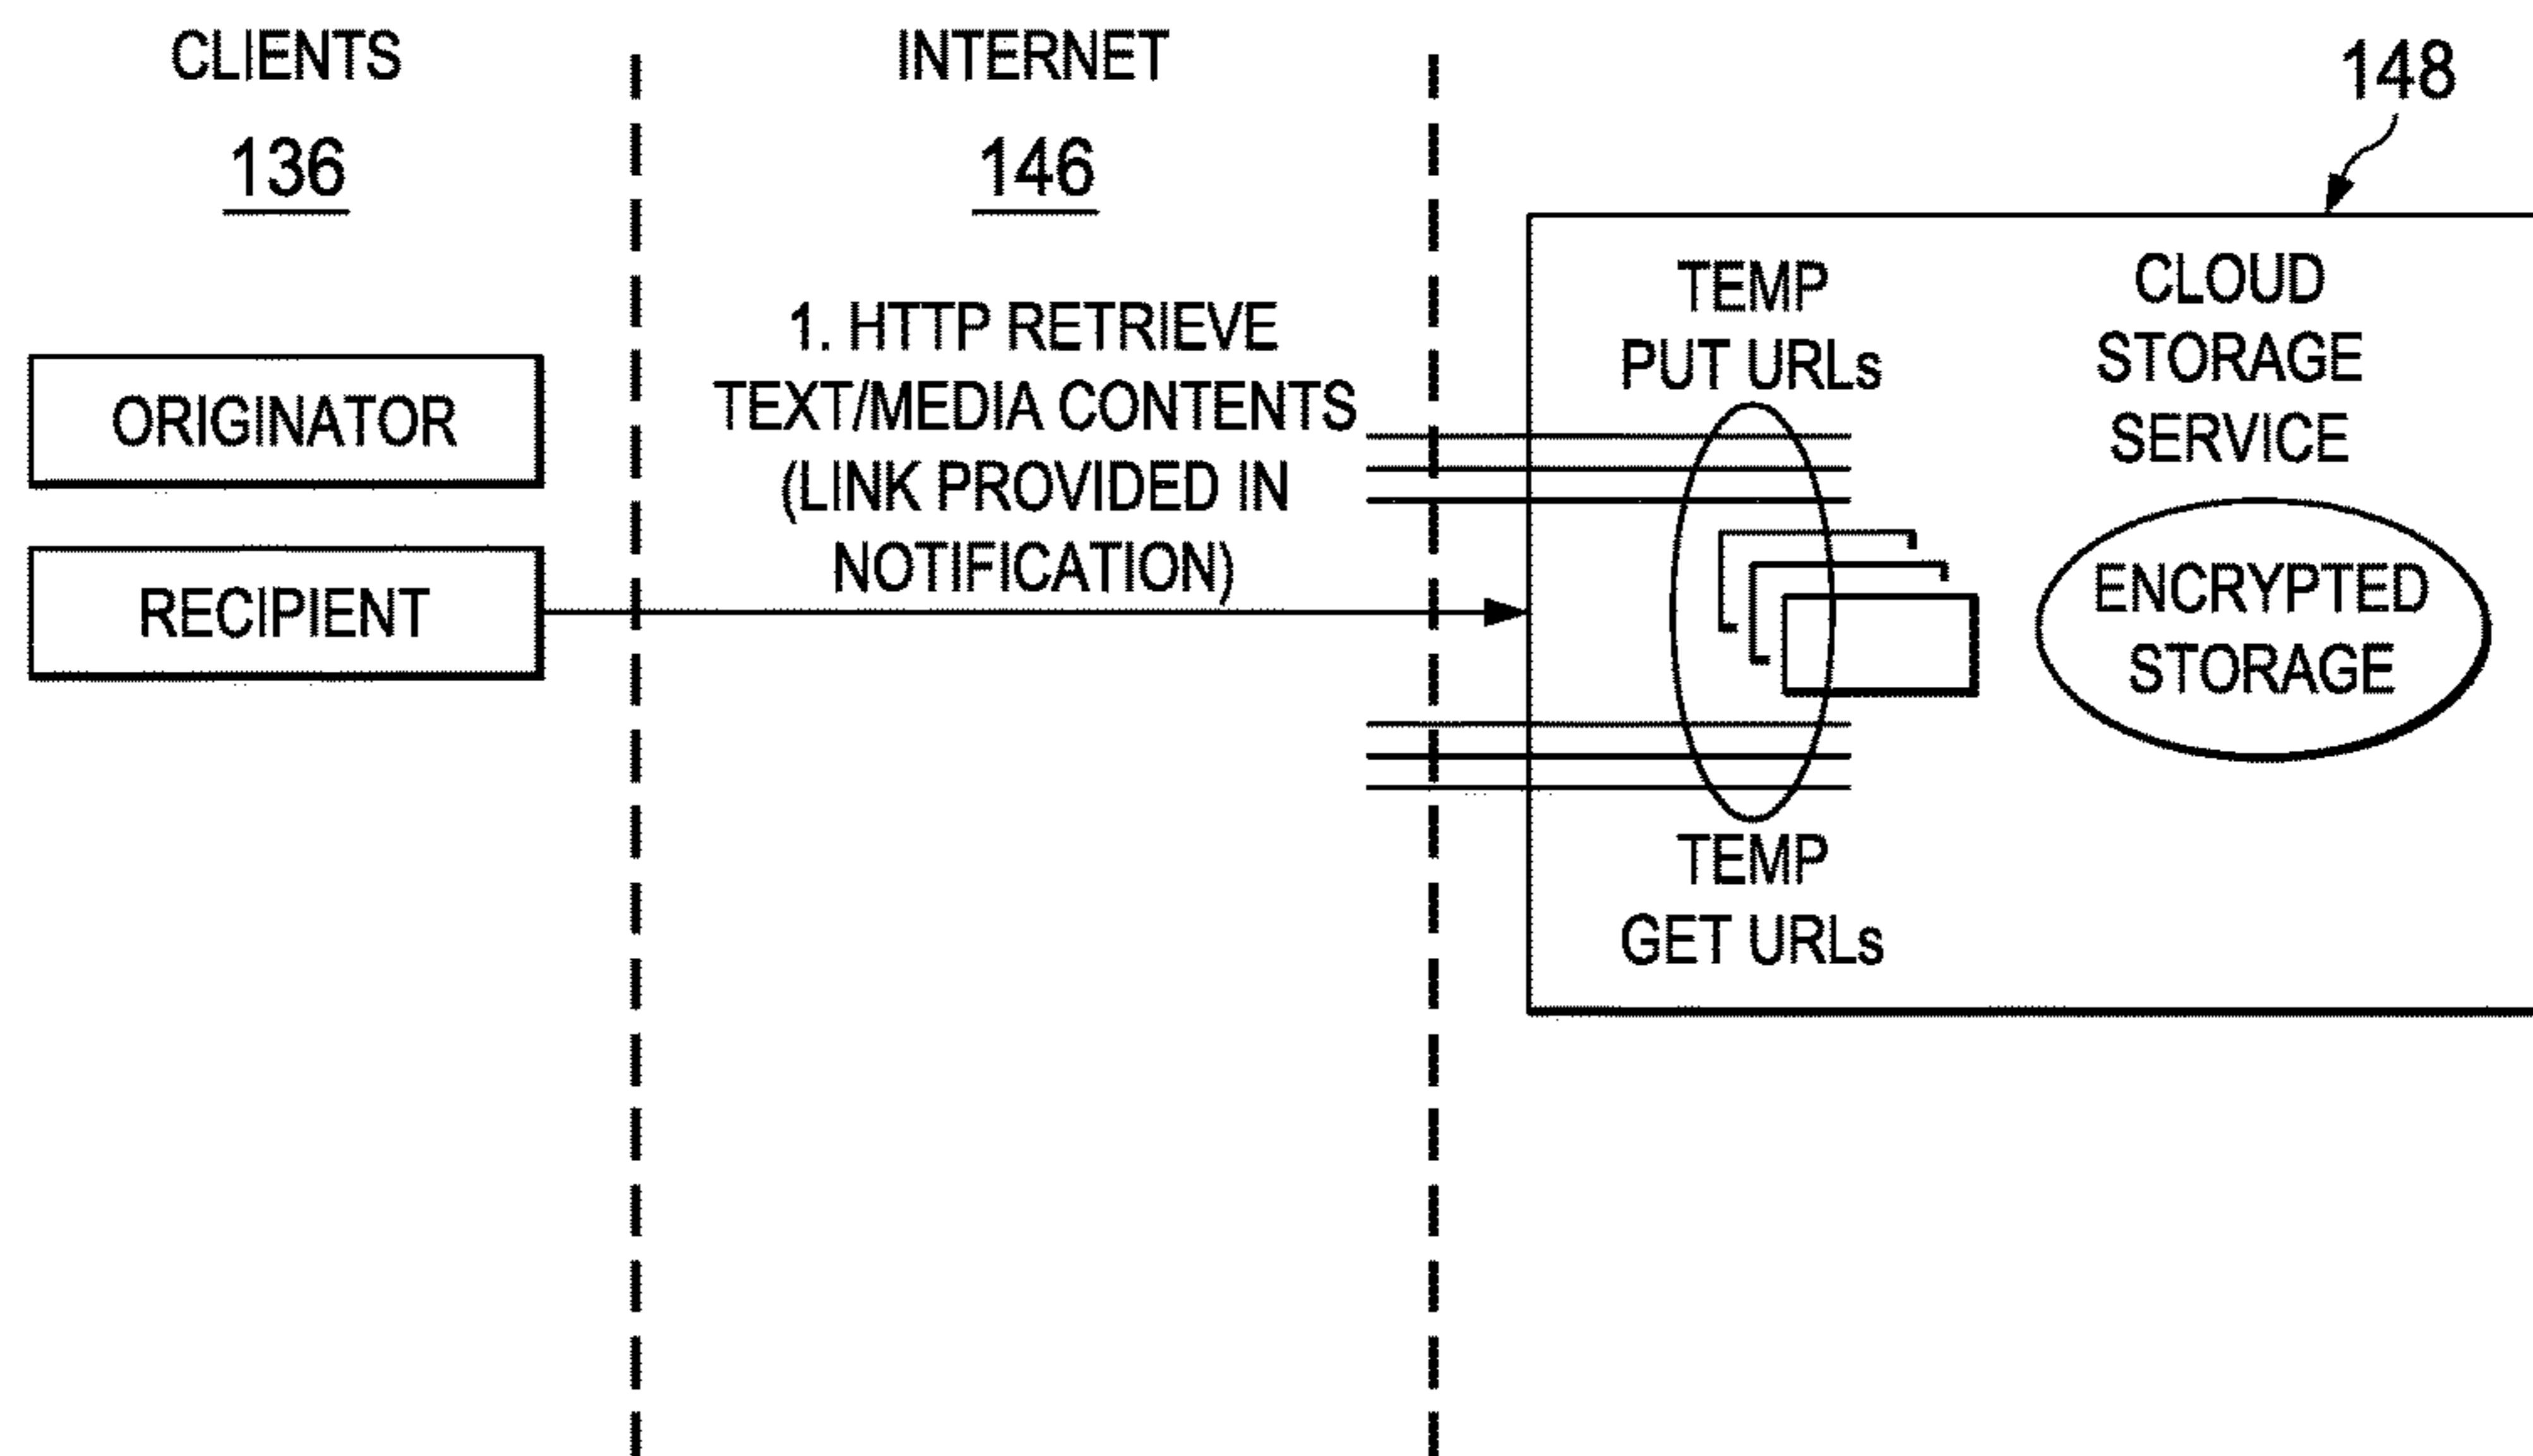 CLIENTS
136
INTERNET
146
148
ORIGINATOR
RECIPIENT
1. HTTP RETRIEVE
TEXT/MEDIA CONTENTS
(LINK PROVIDED IN
NOTIFICATION)
TEMP
PUT URLs
CLOUD
STORAGE
SERVICE
ENCRYPTED
STORAGE
TEMP
GET URLs